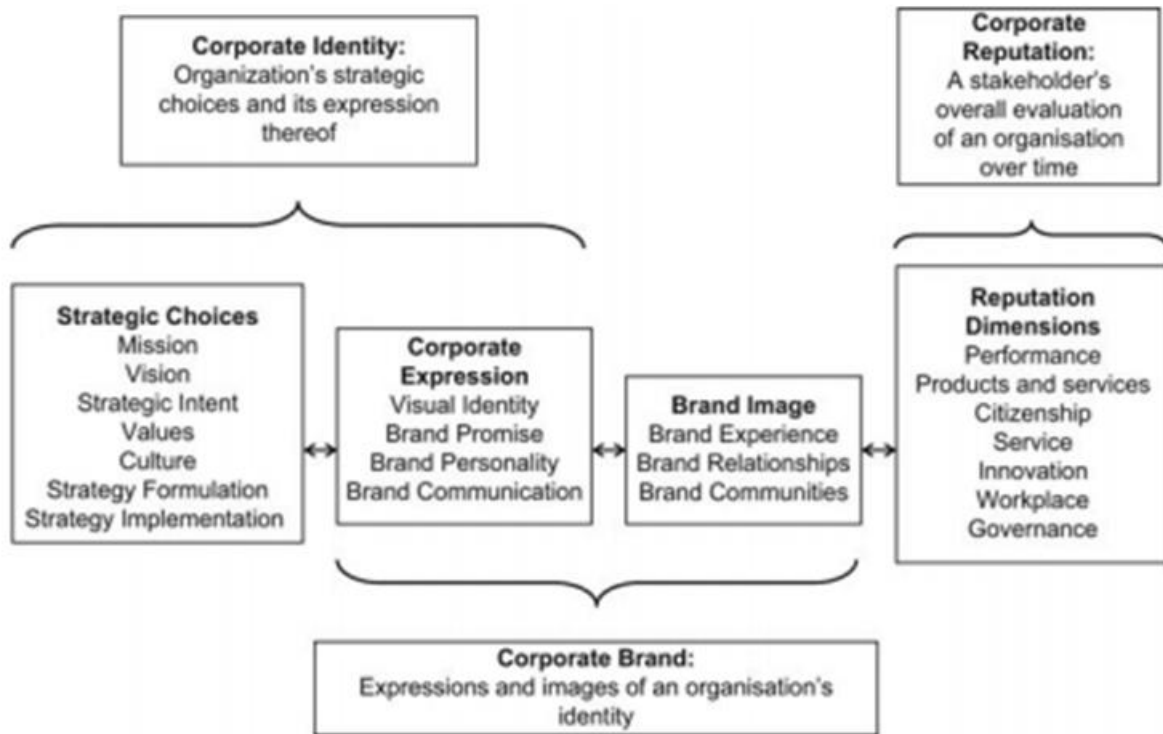 Corporate Identity:
Organization's strategic
choices and its expression
thereof
Corporate
Reputation:
A stakeholder's
overall evaluation
of an organisation
over time
Strategic Choices
Mission
Vision
Strategic Intent
Values
Culture
Strategy Formulation
Strategy Implementation
Corporate
Expression
Visual Identity
Brand Promise
Brand Personality
Brand Communication
Brand Image
Brand Experience
Brand Relationships
Brand Communities
Reputation
Dimensions
Performance
Products and services
Citizenship
Service
Innovation
Workplace
Governance
Corporate Brand:
Expressions and images of an organisation's
identity